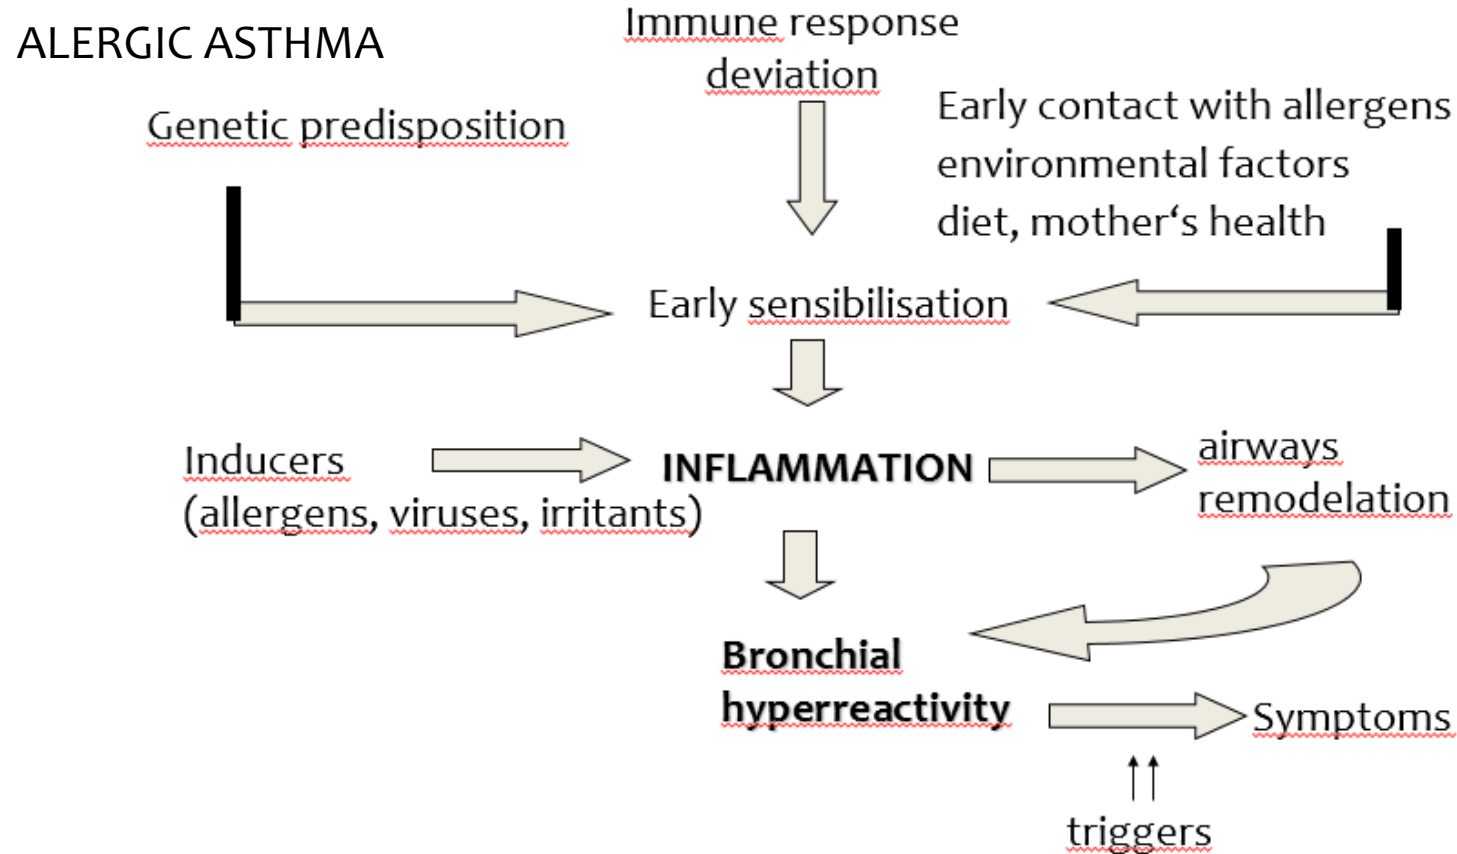 ALERGIC ASTHMA
Immune response
deviation
Genetic predisposition
Early contact with allergens
environmental factors
diet, mother‘s health
Early sensibilisation
Inducers
(allergens, viruses, irritants)
INFLAMMATION
airways
remodelation
Bronchial
hyperreactivity
Symptoms
triggers